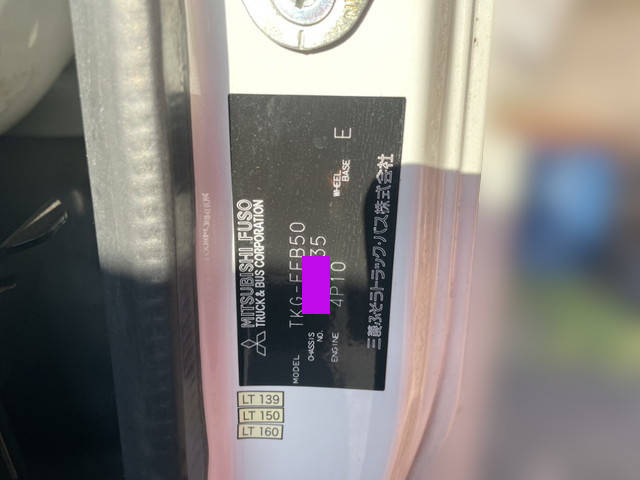 MITSUBISHI FUSO
TRUCK & BUS CORPORATION
MODEL TKG-FEB50
CHASSIS NO. 35
ENGINE 4P10
WHEEL BASE E
三菱ふそうトラック・バス株式会社
LT 139
LT 150
LT 160